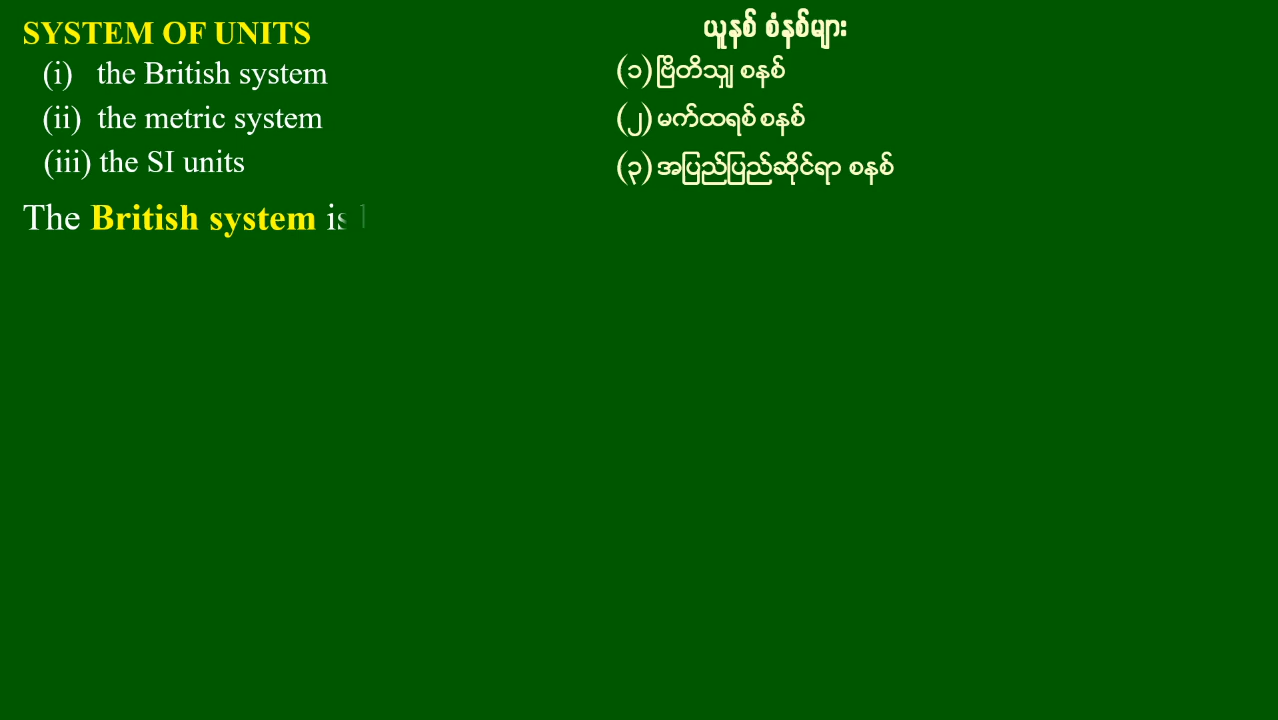 SYSTEM OF UNITS
(i) the British system
(ii) the metric system
(iii) the SI units
ယူနစ် စံနစ်များ
(၁) ဗြိတိသျှ စနစ်
(၂) မက်ထရစ် စနစ်
(၃) အပြည်ပြည်ဆိုင်ရာ စနစ်
The British system is